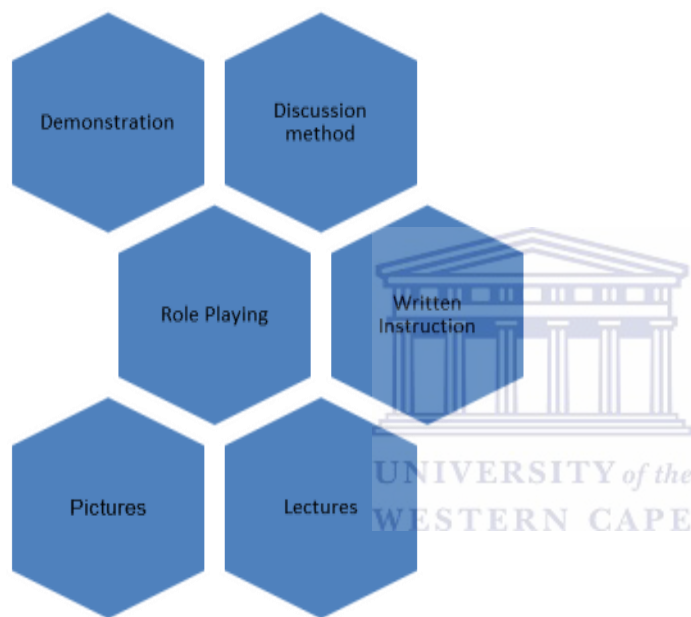 Demonstration
Discussion
method
Role Playing
Written
Instruction
Pictures
Lectures
UNIVERSITY of the
WESTERN CAPE